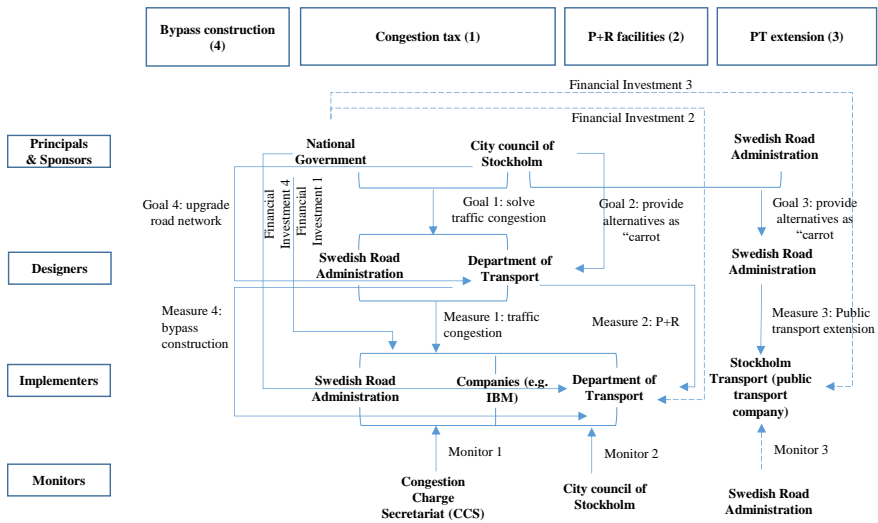 Bypass construction
(4)
Congestion tax (1)
P+R facilities (2)
PT extension (3)
Financial Investment 3
Financial Investment 2
Principals
& Sponsors
National
Government
City council of
Stockholm
Swedish Road
Administration
Goal 4: upgrade
road network
Financial
Investment 4
Financial
Investment 1
Goal 1: solve
traffic congestion
Goal 2: provide
alternatives as
“carrot
Goal 3: provide
alternatives as
“carrot
Designers
Swedish Road
Administration
Department of
Transport
Swedish Road
Administration
Measure 4:
bypass
construction
Measure 1: traffic
congestion
Measure 2: P+R
Measure 3: Public
transport extension
Implementers
Swedish Road
Administration
Companies (e.g.
IBM)
Department of
Transport
Stockholm
Transport (public
transport
company)
Monitor 1
Monitor 2
Monitor 3
Monitors
Congestion
Charge
Secretariat (CCS)
City council of
Stockholm
Swedish Road
Administration